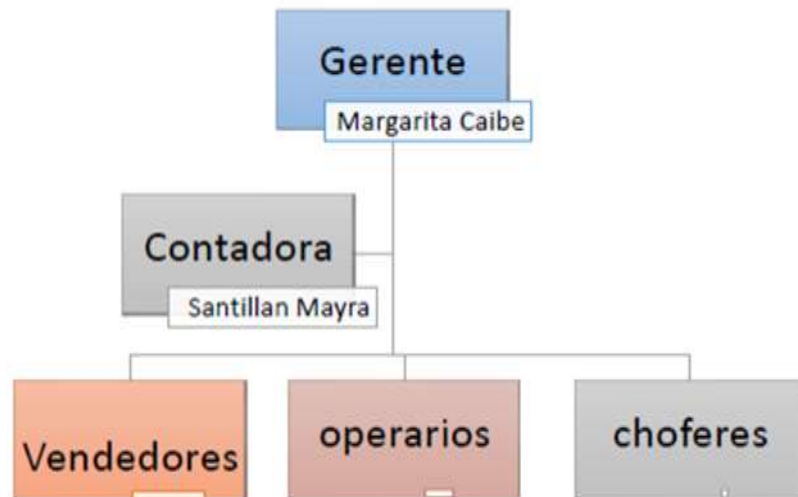 Gerente
Margarita Caibe
Contadora
Santillan Mayra
Vendedores
operarios
choferes